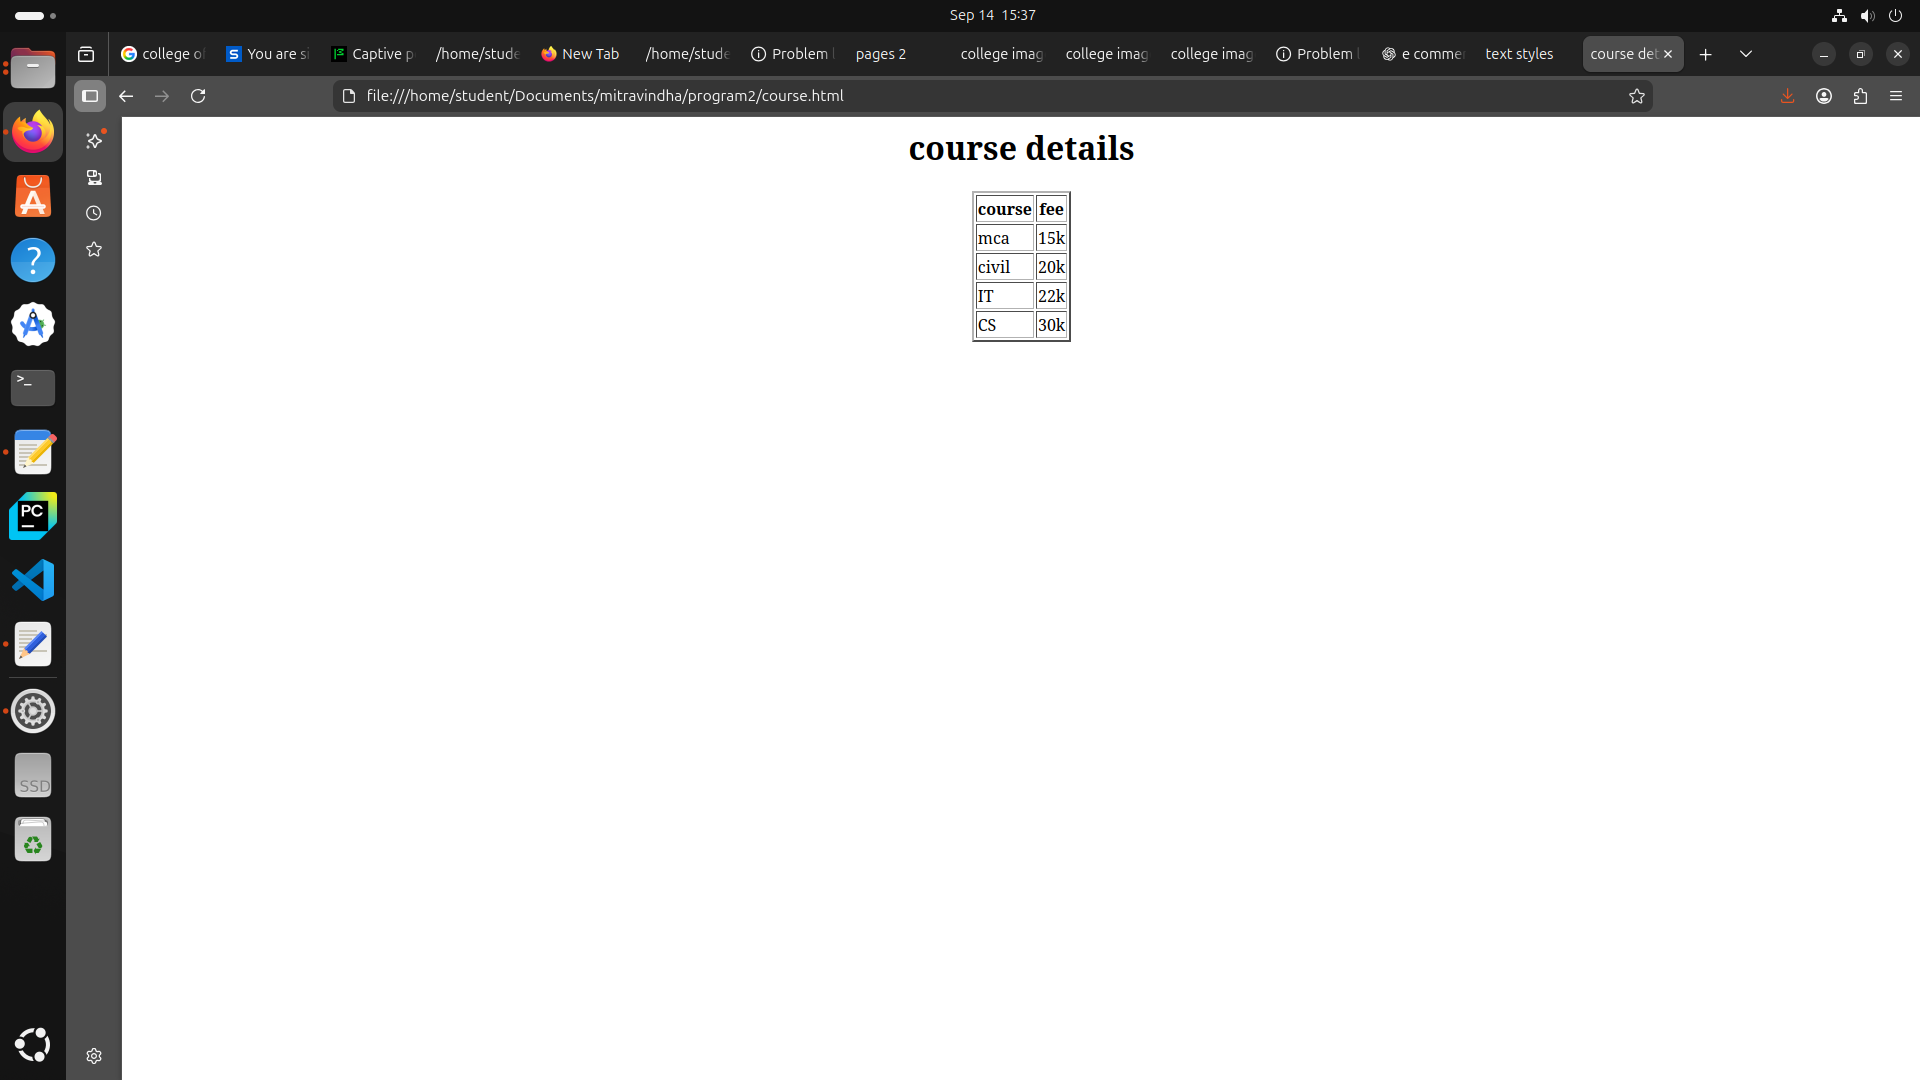 Sep 14 15:37
college o
You are si
Captive p
/home/stude
New Tab
/home/stude
Problem l
pages 2
college imag
college imag
college imag
Problem l
e commer
text styles
course det
file:///home/student/Documents/mitravindha/program2/course.html
course details
course fee
mca 15k
civil 20k
IT 22k
CS 30k
>_
PC
SSD